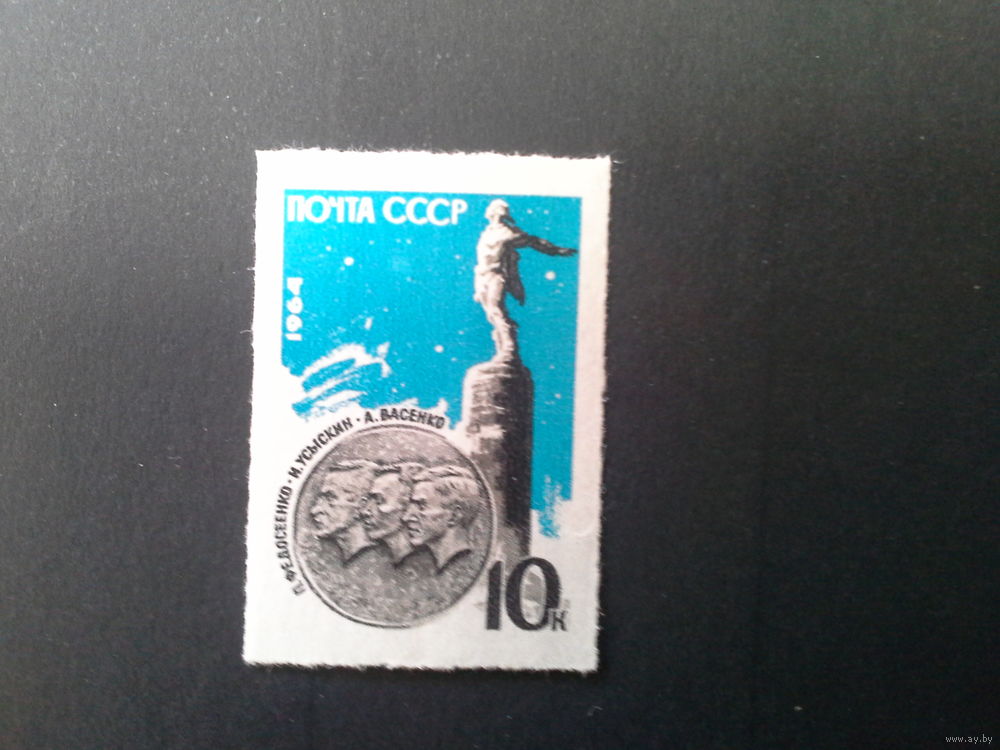 ПОЧТА СССР
1964
П. ФЕДОСЕЕНКО · И. УСЫСКИН · А. ВАСЕНКО
10к
www.ay.by